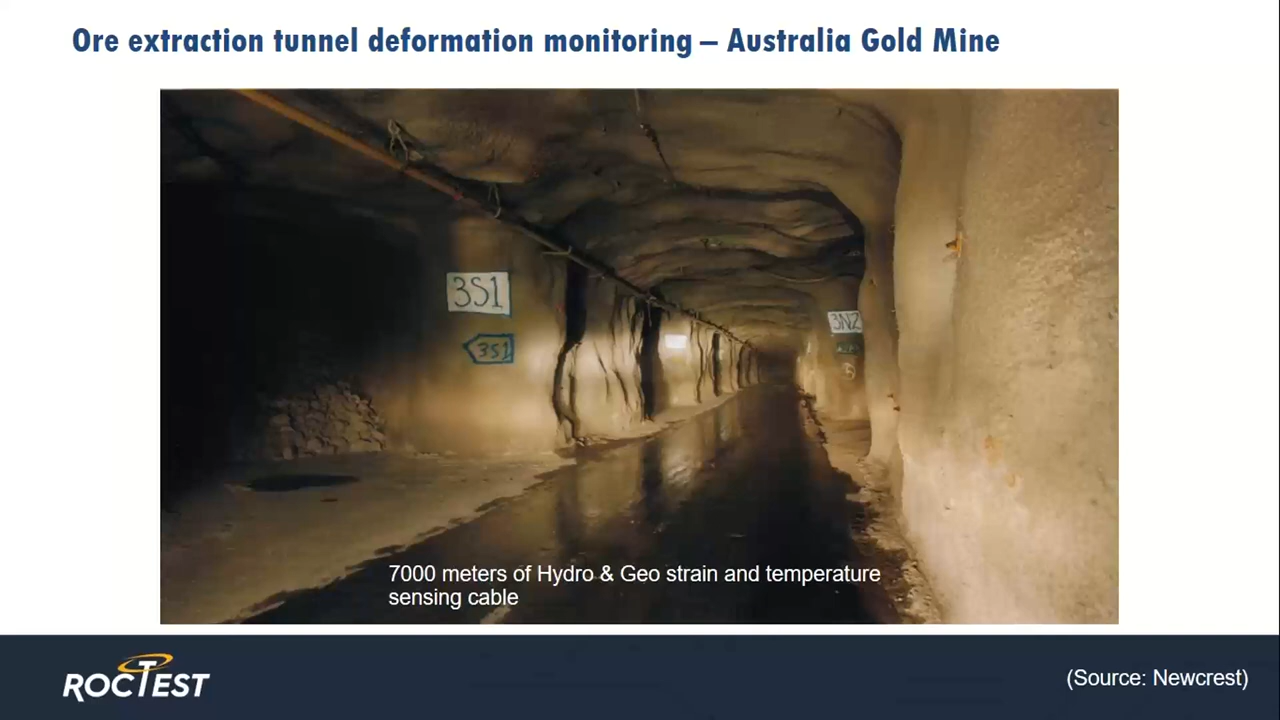 Ore extraction tunnel deformation monitoring – Australia Gold Mine
3S1
3S1
3NZ
7000 meters of Hydro & Geo strain and temperature
sensing cable
ROCTEST
(Source: Newcrest)